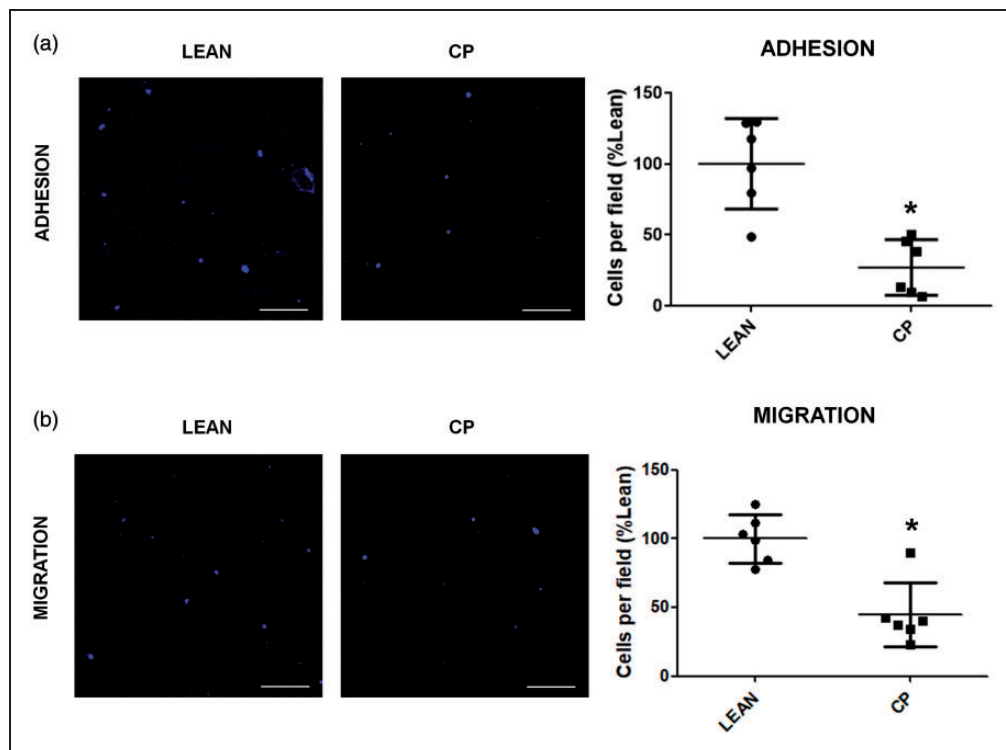 (a)
LEAN
CP
ADHESION
ADHESION
150
100
50
0
Cells per field (%Lean)
*
LEAN
CP
(b)
LEAN
CP
MIGRATION
MIGRATION
150
100
50
0
Cells per field (%Lean)
*
LEAN
CP